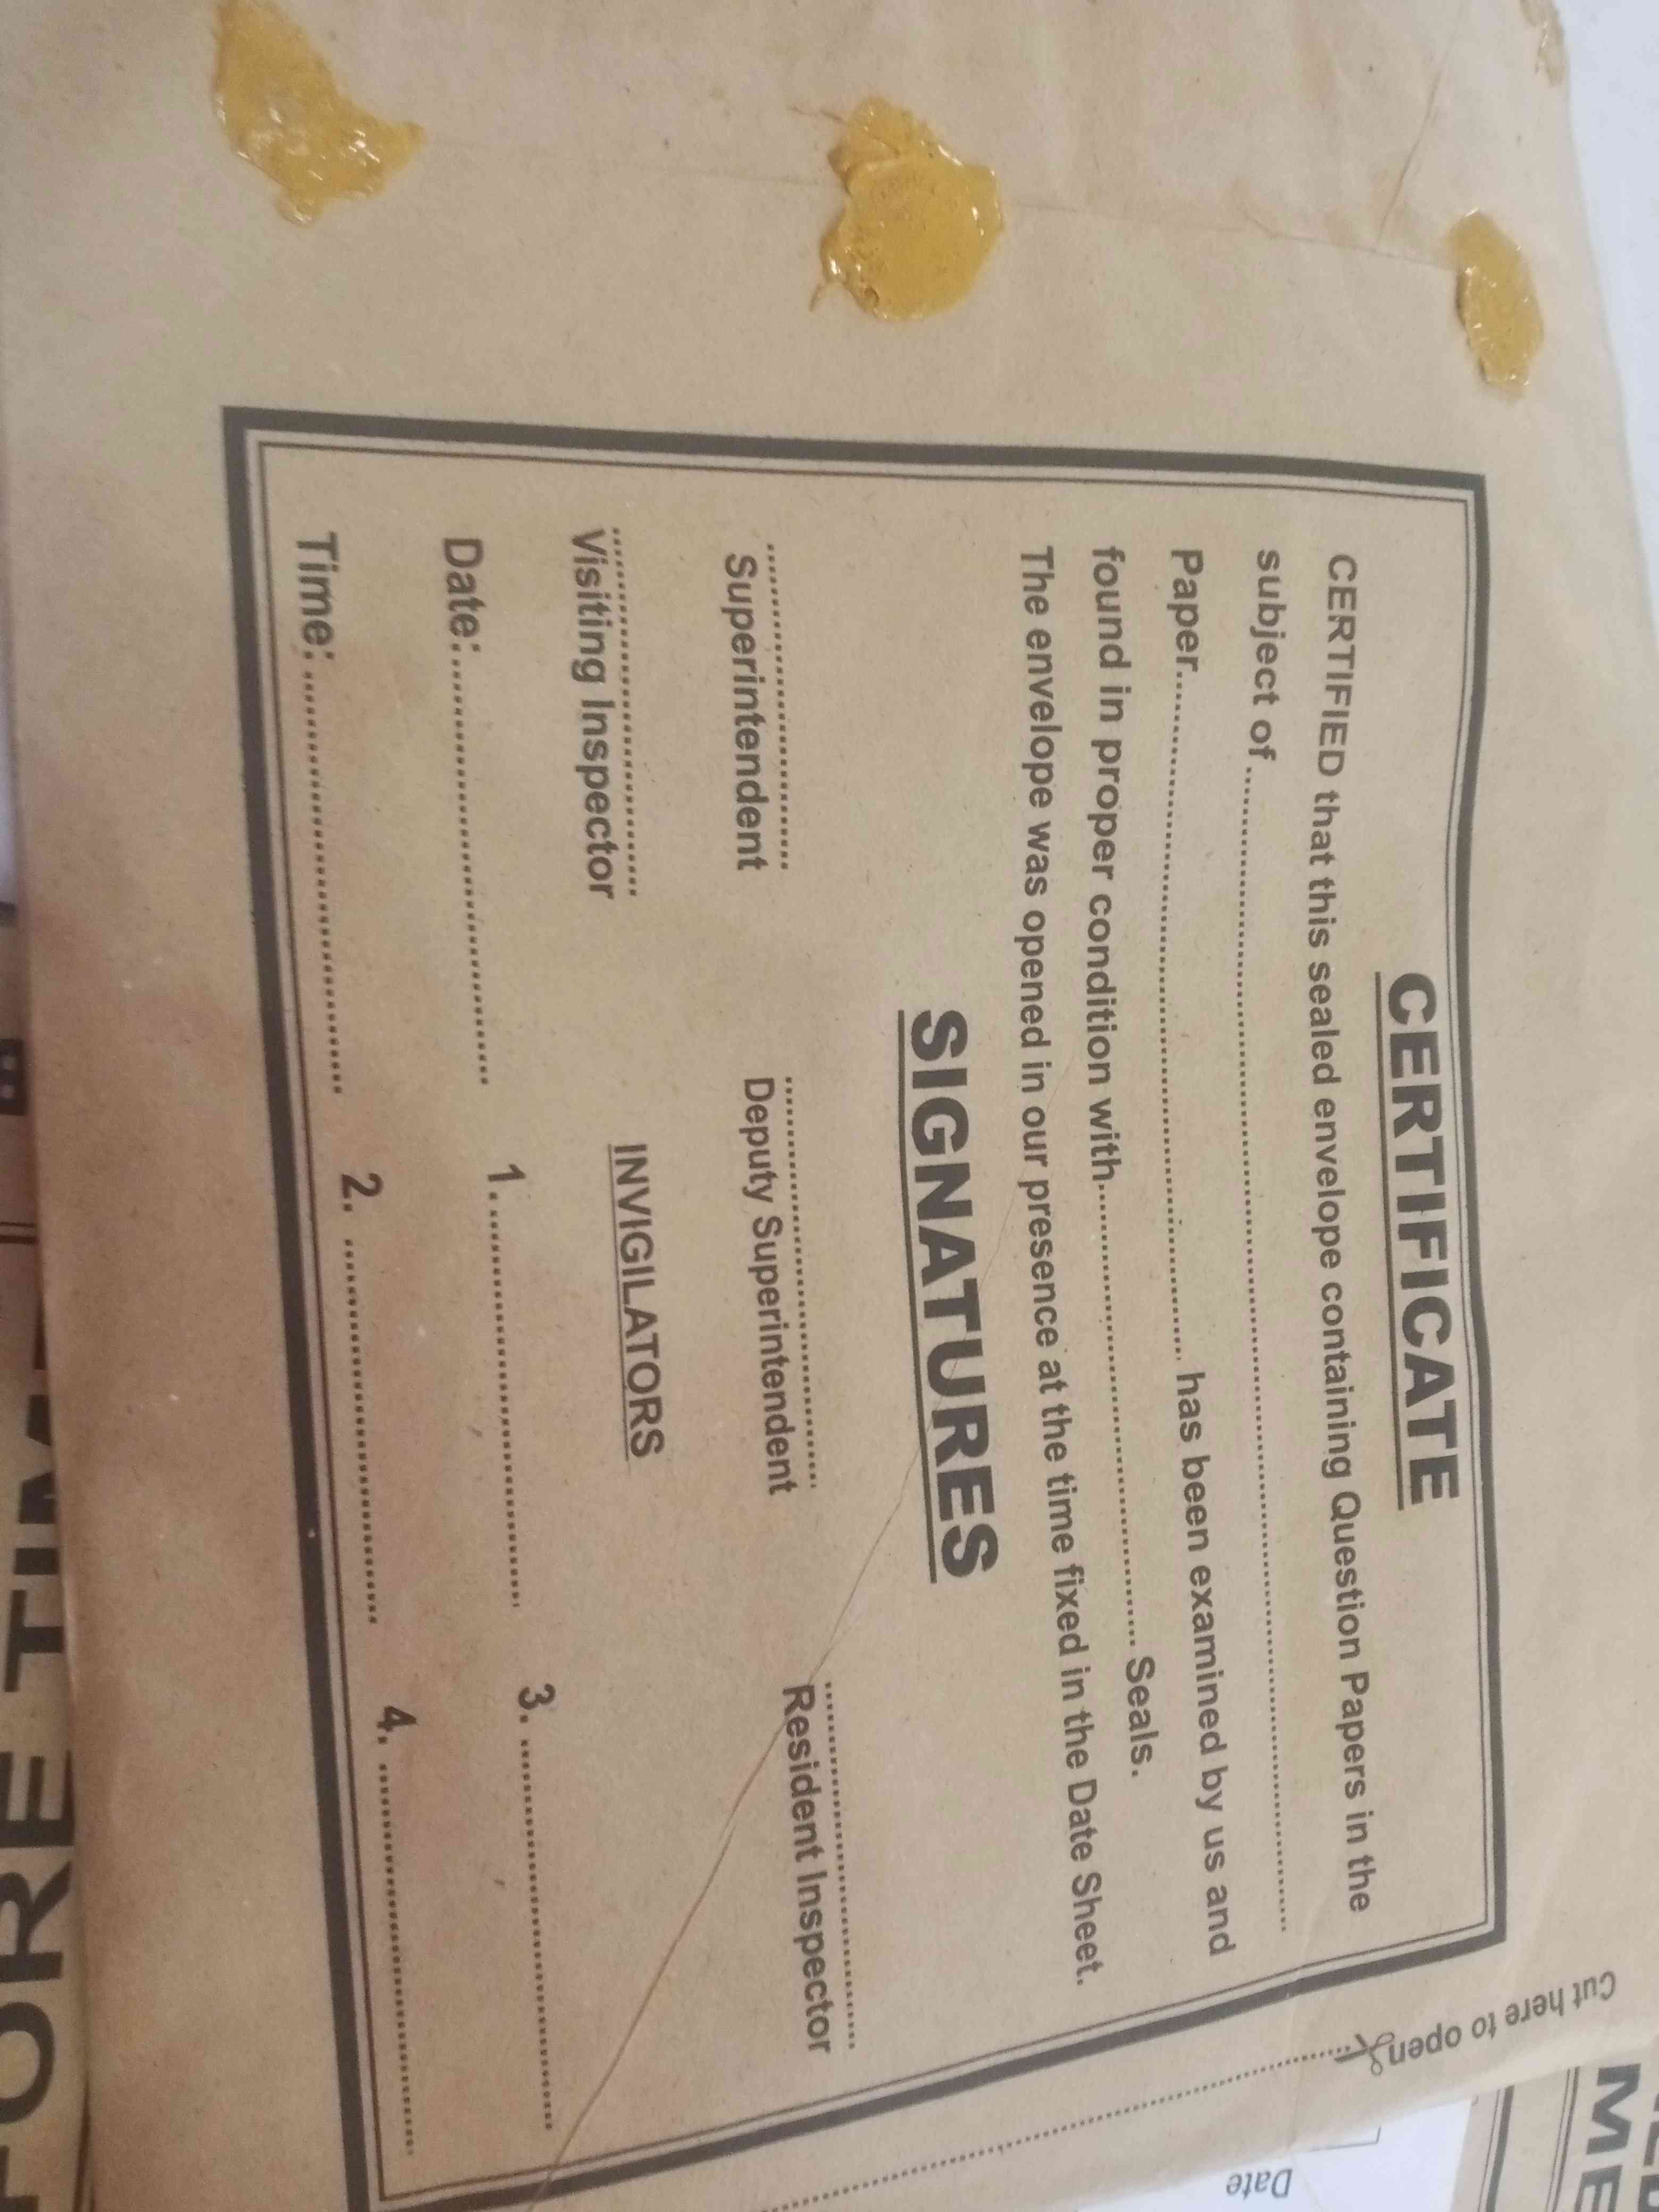 CERTIFICATE
CERTIFIED that this sealed envelope containing Question Papers in the
subject of ........................................
Paper........................................ has been examined by us and
found in proper condition with........................................ Seals.
The envelope was opened in our presence at the time fixed in the Date Sheet.
SIGNATURES
Superintendent Deputy Superintendent Resident Inspector
Visiting Inspector INVIGILATORS
Date:.............................. 1............................... 3. ..............................
Time: .............................. 2. .............................. 4. ..............................
Cut here to open
Date